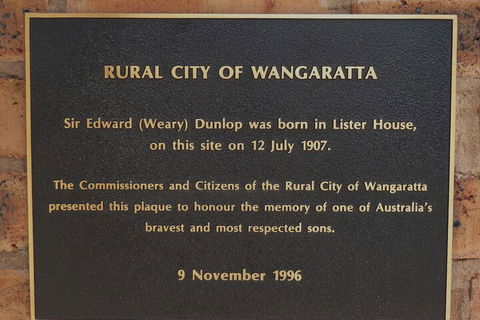 RURAL CITY OF WANGARATTA
Sir Edward (Weary) Dunlop was born in Lister House,
on this site on 12 July 1907.
The Commissioners and Citizens of the Rural City of Wangaratta
presented this plaque to honour the memory of one of Australia's
bravest and most respected sons.
9 November 1996